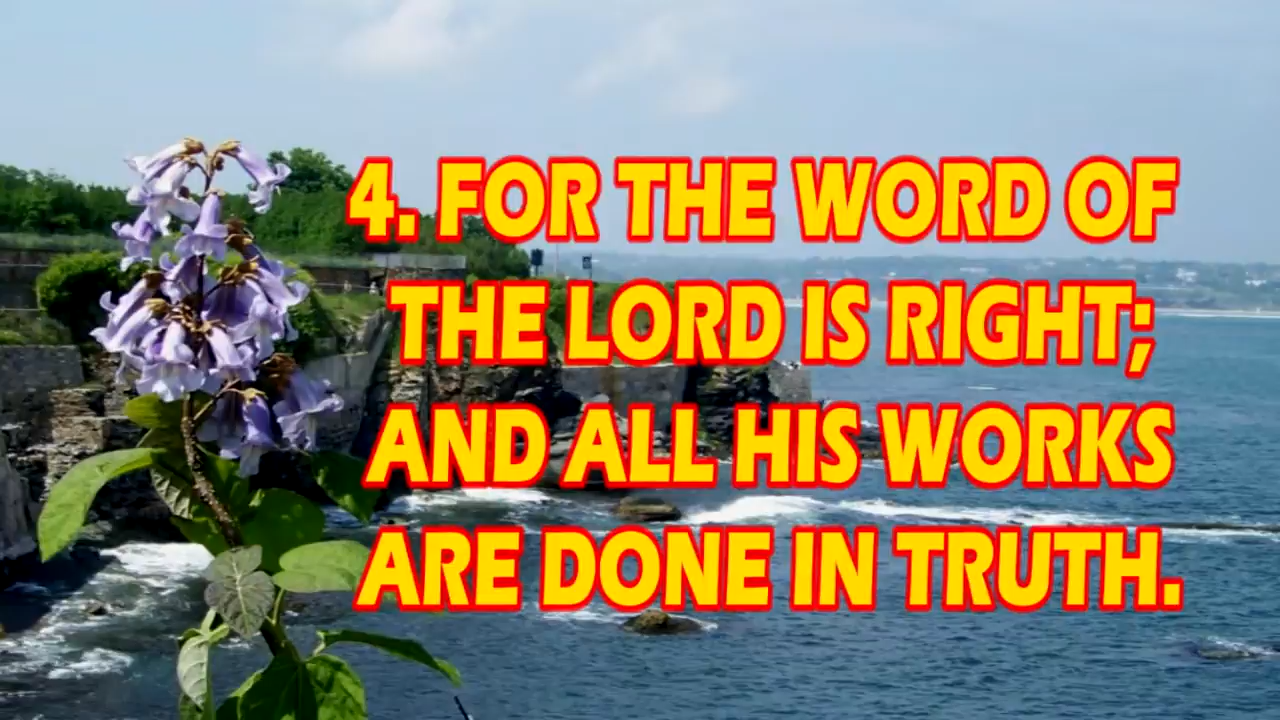 4. FOR THE WORD OF
THE LORD IS RIGHT;
AND ALL HIS WORKS
ARE DONE IN TRUTH.